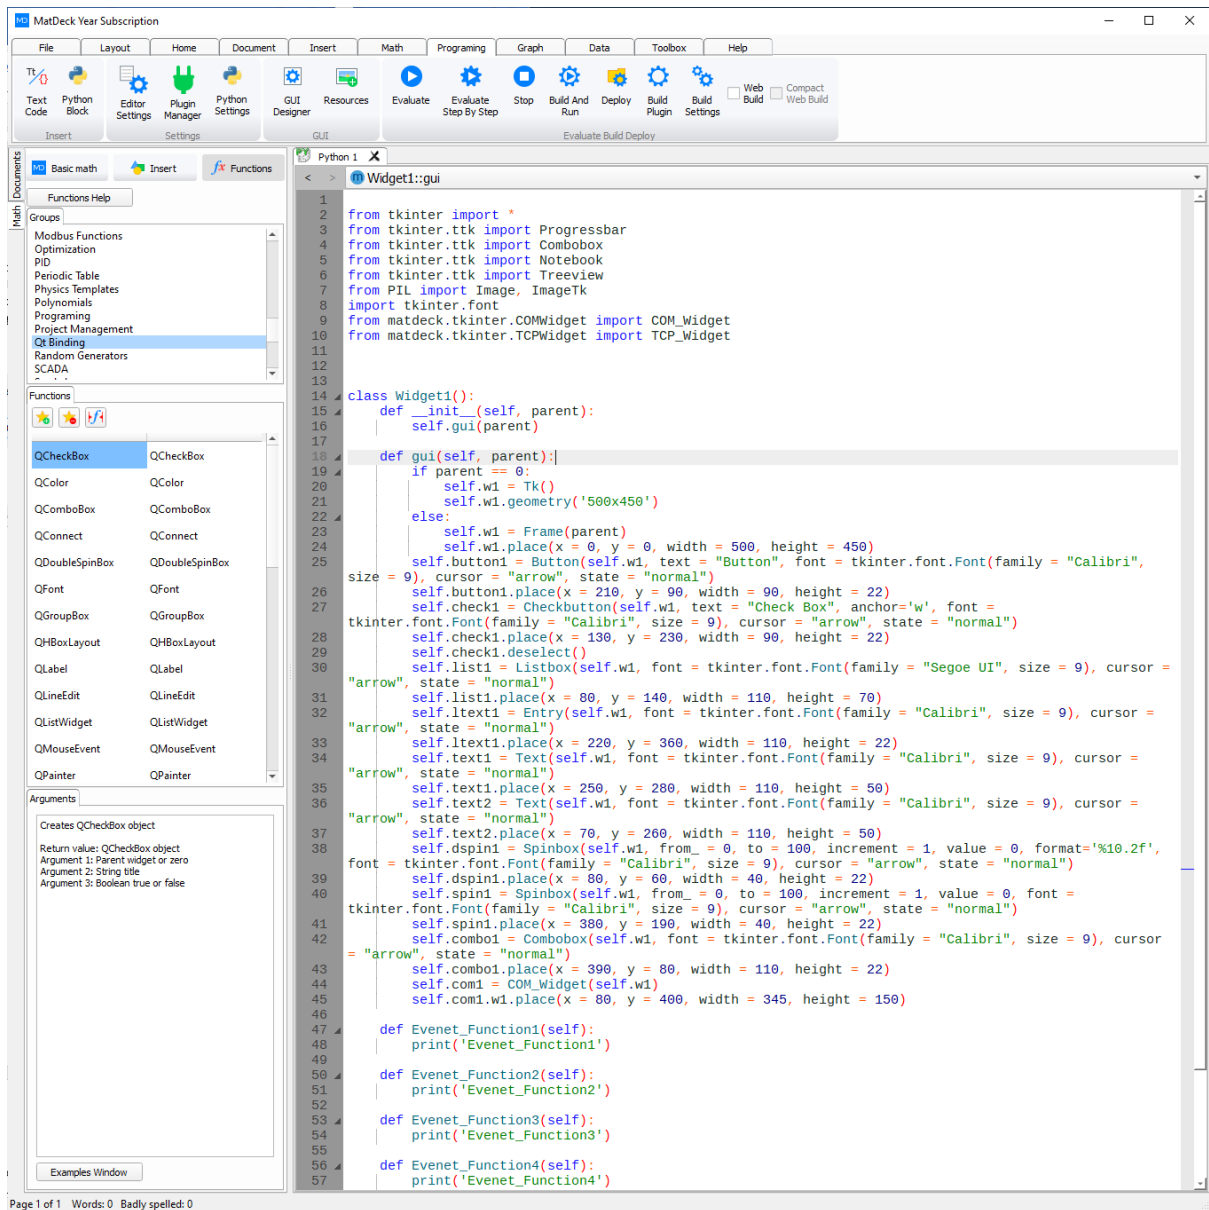 MD MatDeck Year Subscription
File Layout Home Document Insert Math Programing Graph Data Toolbox Help
Tt {}
Text Code
Python Block
Editor Settings
Plugin Manager
Python Settings
GUI Designer
Resources
Evaluate
Evaluate Step By Step
Stop
Build And Run
Deploy
Build Plugin
Build Settings
Web Build
Compact Web Build
Insert Settings GUI Evaluate Build Deploy
Documents
Math
MD Basic math Insert fx Functions
Functions Help
Groups
Modbus Functions
Optimization
PID
Periodic Table
Physics Templates
Polynomials
Programing
Project Management
Qt Binding
Random Generators
SCADA
Functions
QCheckBox QCheckBox
QColor QColor
QComboBox QComboBox
QConnect QConnect
QDoubleSpinBox QDoubleSpinBox
QFont QFont
QGroupBox QGroupBox
QHBoxLayout QHBoxLayout
QLabel QLabel
QLineEdit QLineEdit
QListWidget QListWidget
QMouseEvent QMouseEvent
QPainter QPainter
Arguments
Creates QCheckBox object
Return value: QCheckBox object
Argument 1: Parent widget or zero
Argument 2: String title
Argument 3: Boolean true or false
Examples Window
Python 1 X
< > m Widget1::gui
1
2 from tkinter import *
3 from tkinter.ttk import Progressbar
4 from tkinter.ttk import Combobox
5 from tkinter.ttk import Notebook
6 from tkinter.ttk import Treeview
7 from PIL import Image, ImageTk
8 import tkinter.font
9 from matdeck.tkinter.COMWidget import COM_Widget
10 from matdeck.tkinter.TCPWidget import TCP_Widget
11
12
13
14 class Widget1():
15 def __init__(self, parent):
16 self.gui(parent)
17
18 def gui(self, parent):
19 if parent == 0:
20 self.w1 = Tk()
21 self.w1.geometry('500x450')
22 else:
23 self.w1 = Frame(parent)
24 self.w1.place(x = 0, y = 0, width = 500, height = 450)
25 self.button1 = Button(self.w1, text = "Button", font = tkinter.font.Font(family = "Calibri",
size = 9), cursor = "arrow", state = "normal")
26 self.button1.place(x = 210, y = 90, width = 90, height = 22)
27 self.check1 = Checkbutton(self.w1, text = "Check Box", anchor='w', font =
tkinter.font.Font(family = "Calibri", size = 9), cursor = "arrow", state = "normal")
28 self.check1.place(x = 130, y = 230, width = 90, height = 22)
29 self.check1.deselect()
30 self.list1 = Listbox(self.w1, font = tkinter.font.Font(family = "Segoe UI", size = 9), cursor =
"arrow", state = "normal")
31 self.list1.place(x = 80, y = 140, width = 110, height = 70)
32 self.ltext1 = Entry(self.w1, font = tkinter.font.Font(family = "Calibri", size = 9), cursor =
"arrow", state = "normal")
33 self.ltext1.place(x = 220, y = 360, width = 110, height = 22)
34 self.text1 = Text(self.w1, font = tkinter.font.Font(family = "Calibri", size = 9), cursor =
"arrow", state = "normal")
35 self.text1.place(x = 250, y = 280, width = 110, height = 50)
36 self.text2 = Text(self.w1, font = tkinter.font.Font(family = "Calibri", size = 9), cursor =
"arrow", state = "normal")
37 self.text2.place(x = 70, y = 260, width = 110, height = 50)
38 self.dspin1 = Spinbox(self.w1, from_ = 0, to = 100, increment = 1, value = 0, format='%10.2f',
font = tkinter.font.Font(family = "Calibri", size = 9), cursor = "arrow", state = "normal")
39 self.dspin1.place(x = 80, y = 60, width = 40, height = 22)
40 self.spin1 = Spinbox(self.w1, from_ = 0, to = 100, increment = 1, value = 0, font =
tkinter.font.Font(family = "Calibri", size = 9), cursor = "arrow", state = "normal")
41 self.spin1.place(x = 380, y = 190, width = 40, height = 22)
42 self.combo1 = Combobox(self.w1, font = tkinter.font.Font(family = "Calibri", size = 9), cursor
= "arrow", state = "normal")
43 self.combo1.place(x = 390, y = 80, width = 110, height = 22)
44 self.com1 = COM_Widget(self.w1)
45 self.com1.w1.place(x = 80, y = 400, width = 345, height = 150)
46
47 def Evenet_Function1(self):
48 print('Evenet_Function1')
49
50 def Evenet_Function2(self):
51 print('Evenet_Function2')
52
53 def Evenet_Function3(self):
54 print('Evenet_Function3')
55
56 def Evenet_Function4(self):
57 print('Evenet_Function4')
Page 1 of 1 Words: 0 Badly spelled: 0